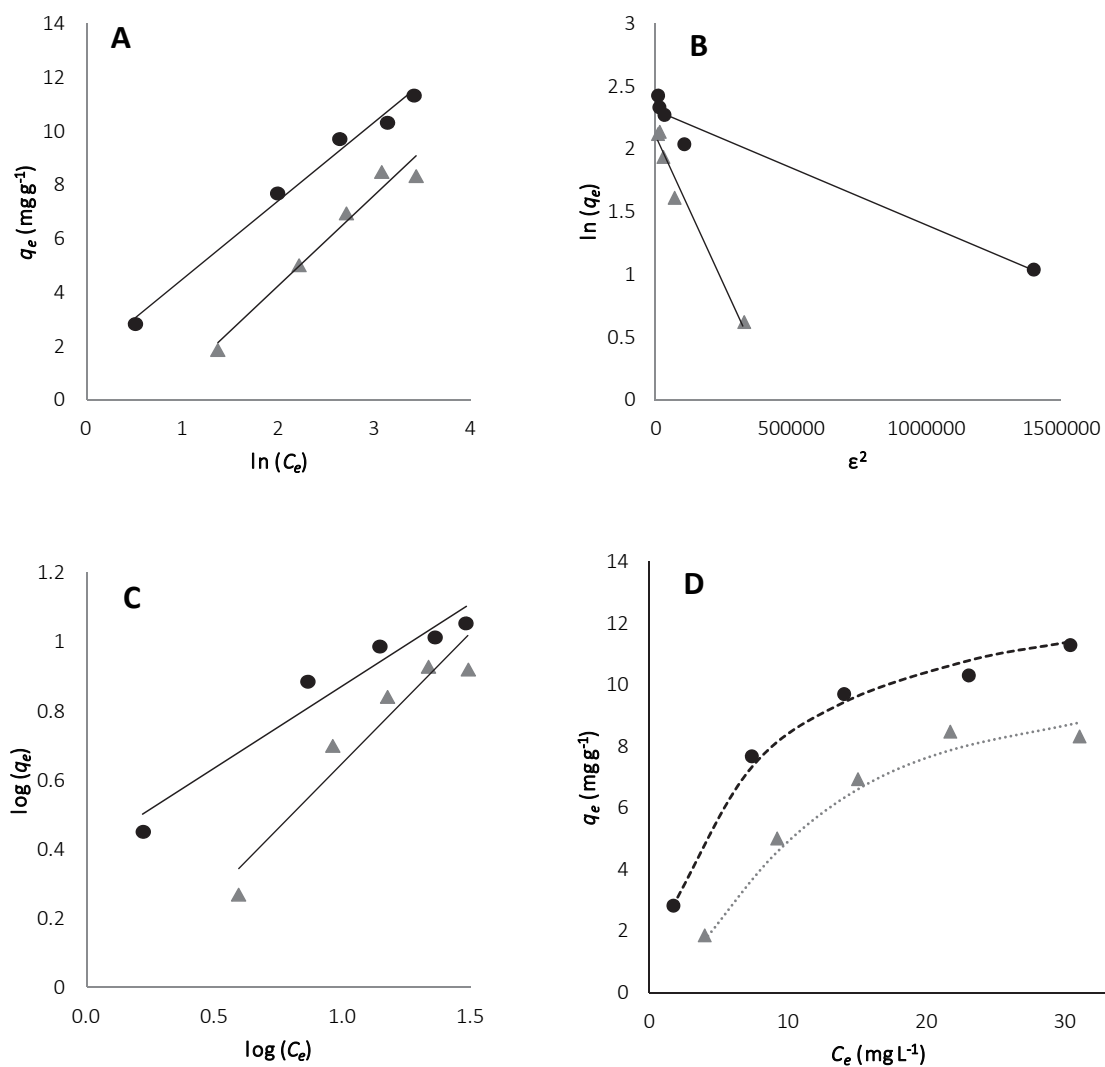 A
14
12
10
8
6
4
2
0
qₑ (mg g⁻¹)
0 1 2 3 4
ln (Cₑ)
B
3
2.5
2
1.5
1
0.5
0
ln (qₑ)
0 500000 1000000 1500000
ε²
C
1.2
1
0.8
0.6
0.4
0.2
0
log (qₑ)
0.0 0.5 1.0 1.5
log (Cₑ)
D
14
12
10
8
6
4
2
0
qₑ (mg g⁻¹)
0 10 20 30
Cₑ (mg L⁻¹)